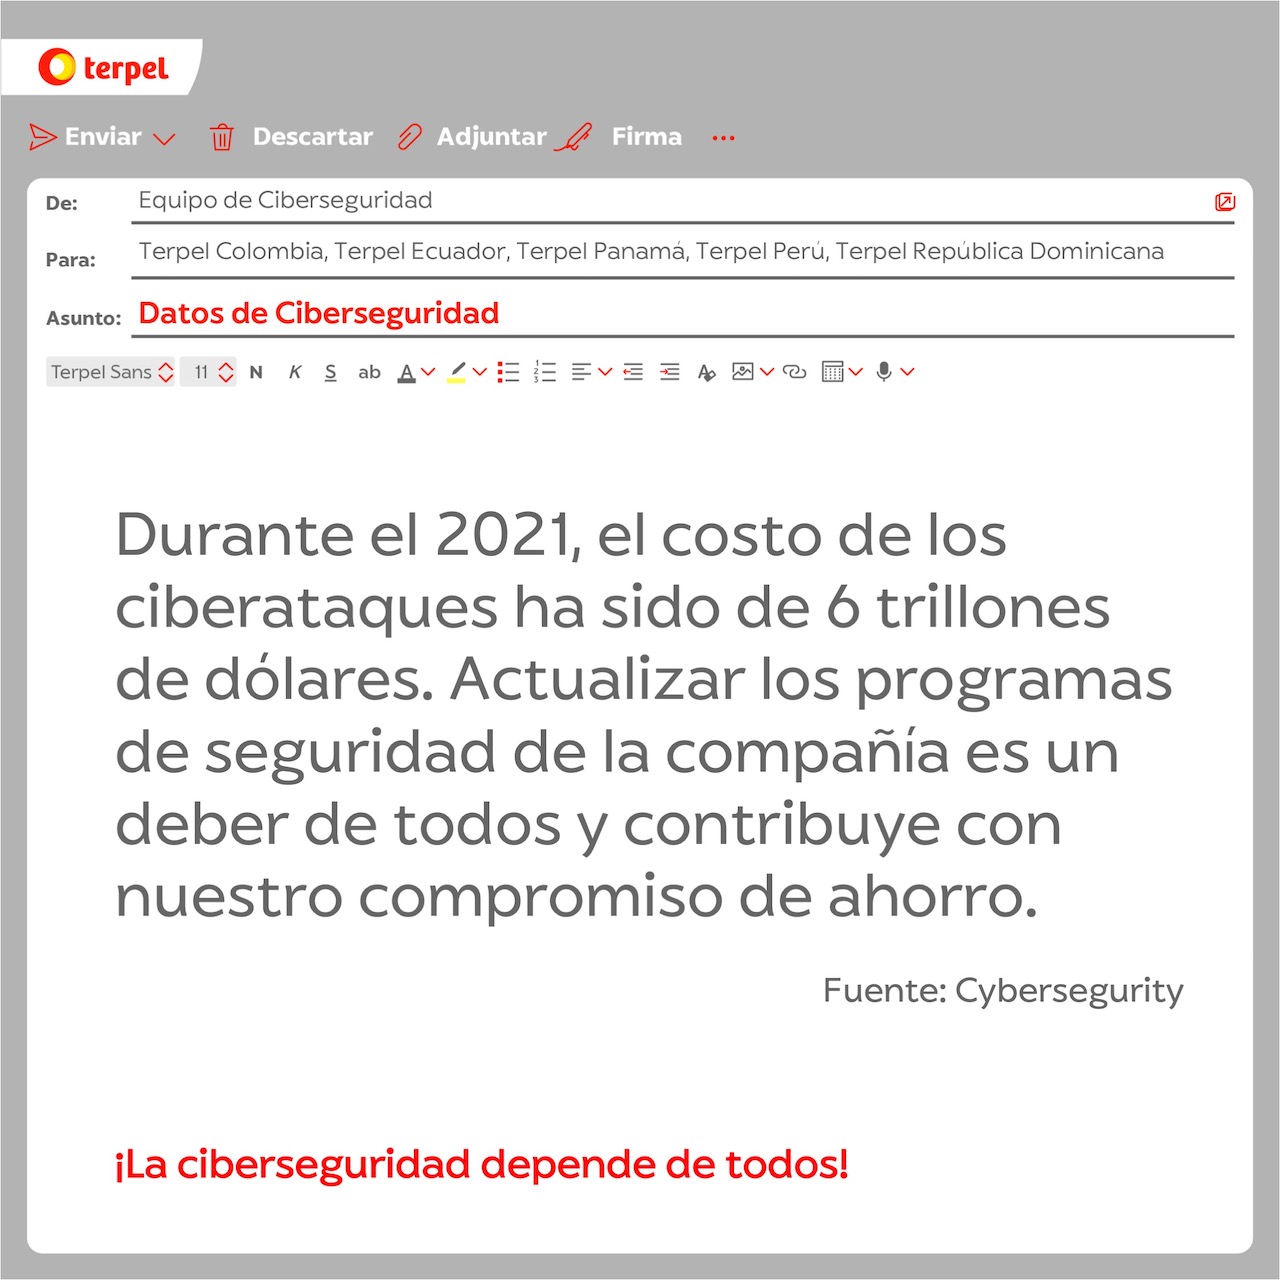 terpel
Enviar Descartar Adjuntar Firma ...
De: Equipo de Ciberseguridad
Para: Terpel Colombia, Terpel Ecuador, Terpel Panamá, Terpel Perú, Terpel República Dominicana
Asunto: Datos de Ciberseguridad
Terpel Sans 11 N K S ab A
Durante el 2021, el costo de los
ciberataques ha sido de 6 trillones
de dólares. Actualizar los programas
de seguridad de la compañía es un
deber de todos y contribuye con
nuestro compromiso de ahorro.
Fuente: Cybersegurity
¡La ciberseguridad depende de todos!